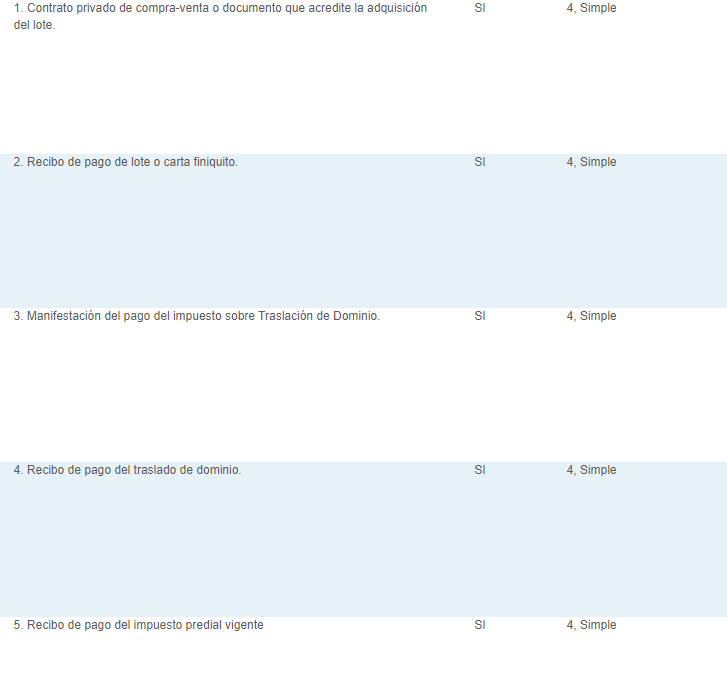 1. Contrato privado de compra-venta o documento que acredite la adquisición SI 4, Simple
del lote.
2. Recibo de pago de lote o carta finiquito. SI 4, Simple
3. Manifestación del pago del impuesto sobre Traslación de Dominio. SI 4, Simple
4. Recibo de pago del traslado de dominio. SI 4, Simple
5. Recibo de pago del impuesto predial vigente SI 4, Simple